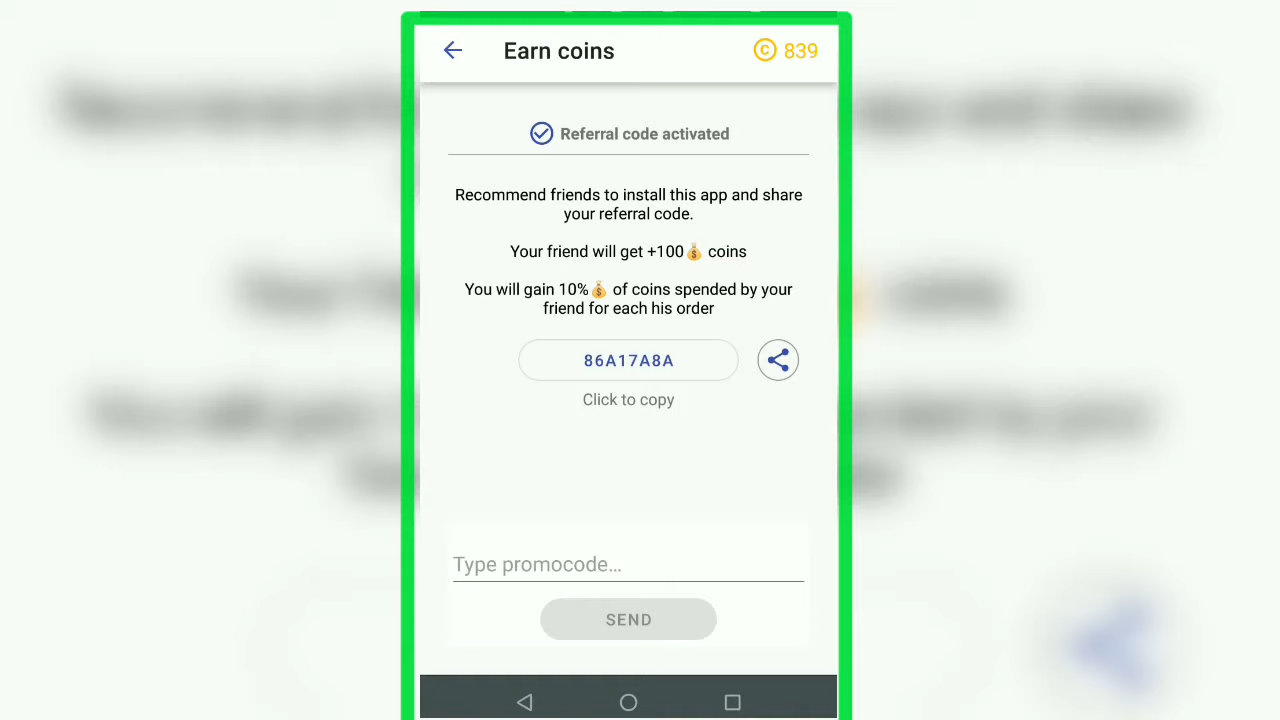 Earn coins
© 839
Referral code activated
Recommend friends to install this app and share
your referral code.
Your friend will get +100💰 coins
You will gain 10%💰 of coins spended by your
friend for each his order
86A17A8A
Click to copy
Type promocode...
SEND